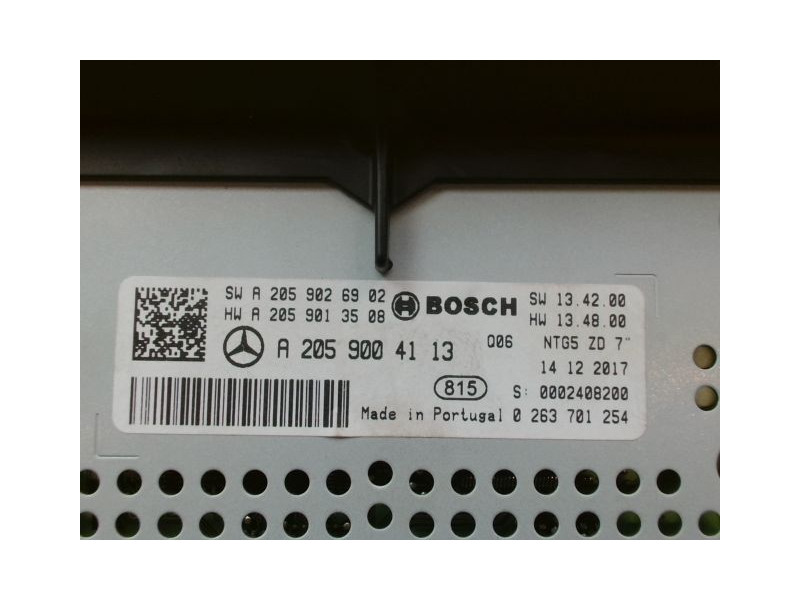 SW A 205 902 69 02
HW A 205 901 35 08
BOSCH
SW 13.42.00
HW 13.48.00
A 205 900 41 13
Q06
NTG5 ZD 7"
14 12 2017
815
S: 0002408200
Made in Portugal 0 263 701 254